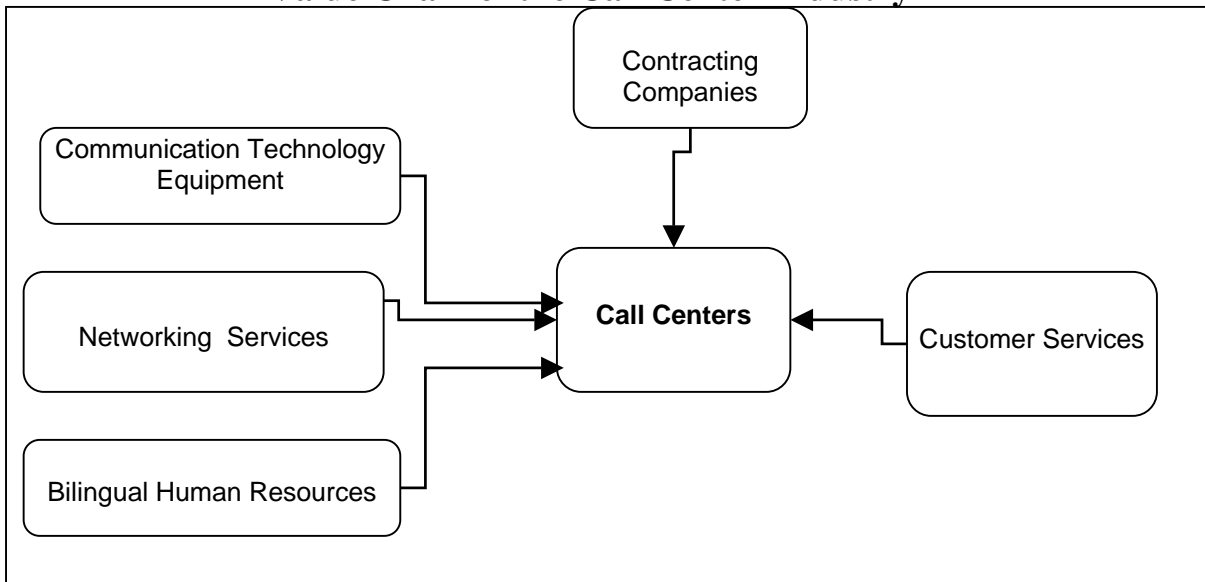 Contracting
Companies
Communication Technology
Equipment
Call Centers
Networking Services
Customer Services
Bilingual Human Resources